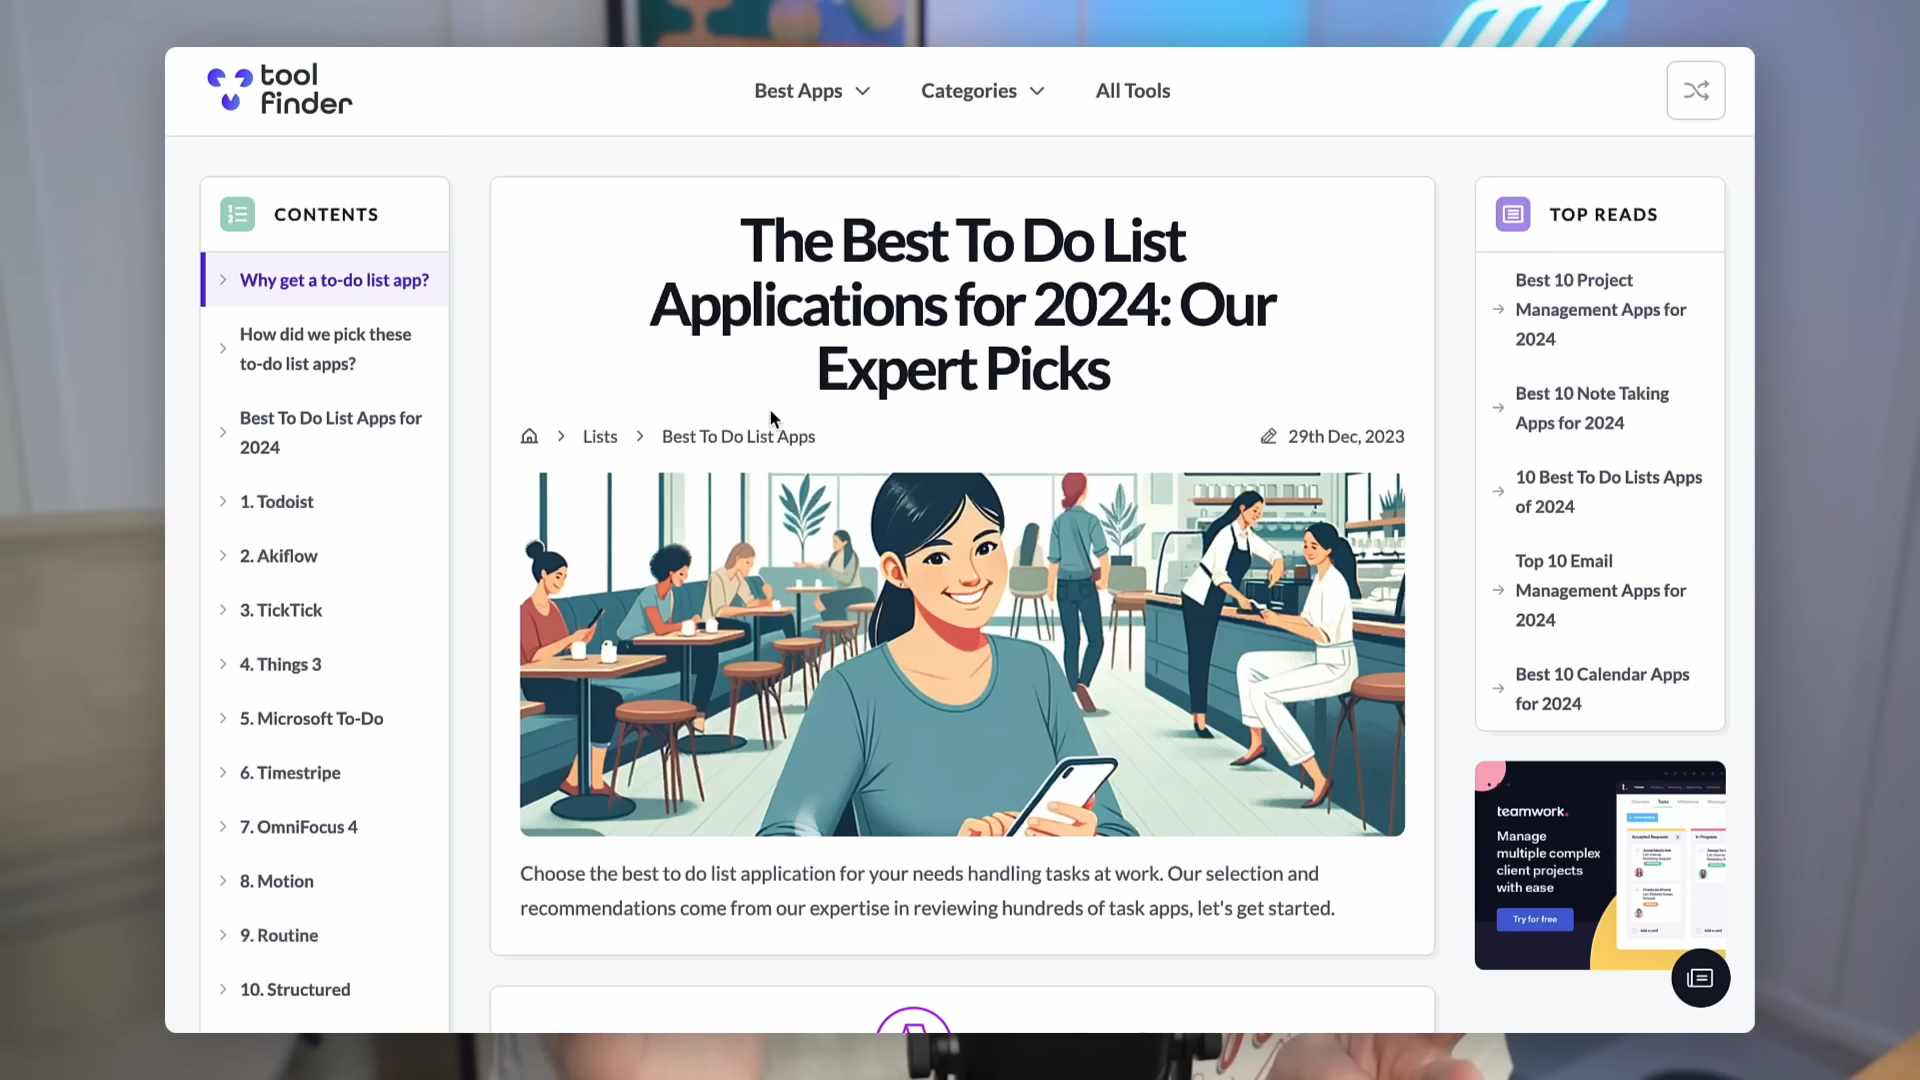 tool
finder
Best Apps
Categories
All Tools
CONTENTS
Why get a to-do list app?
How did we pick these
to-do list apps?
Best To Do List Apps for
2024
1. Todoist
2. Akiflow
3. TickTick
4. Things 3
5. Microsoft To-Do
6. Timestripe
7. OmniFocus 4
8. Motion
9. Routine
10. Structured
The Best To Do List
Applications for 2024: Our
Expert Picks
Lists
Best To Do List Apps
29th Dec, 2023
Choose the best to do list application for your needs handling tasks at work. Our selection and
recommendations come from our expertise in reviewing hundreds of task apps, let's get started.
TOP READS
Best 10 Project
Management Apps for
2024
Best 10 Note Taking
Apps for 2024
10 Best To Do Lists Apps
of 2024
Top 10 Email
Management Apps for
2024
Best 10 Calendar Apps
for 2024
teamwork.
Manage
multiple complex
client projects
with ease
Try for free